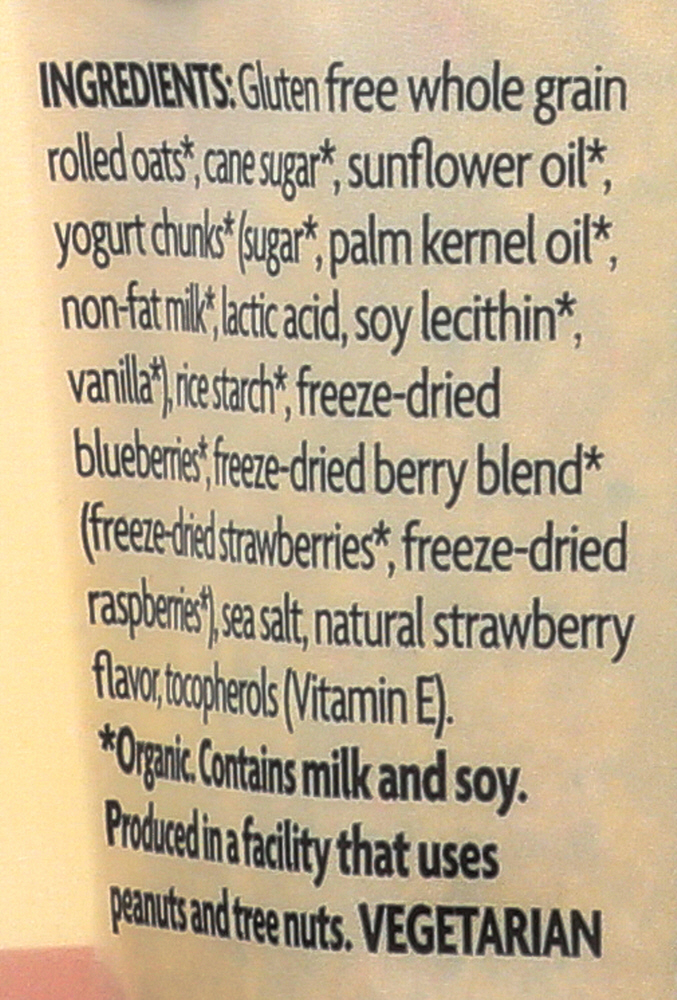 INGREDIENTS: Gluten free whole grain
rolled oats*, cane sugar*, sunflower oil*,
yogurt chunks* (sugar*, palm kernel oil*,
non-fat milk*, lactic acid, soy lecithin*,
vanilla*), rice starch*, freeze-dried
blueberries*, freeze-dried berry blend*
(freeze-dried strawberries*, freeze-dried
raspberries*), sea salt, natural strawberry
flavor, tocopherols (Vitamin E).
*Organic. Contains milk and soy.
Produced in a facility that uses
peanuts and tree nuts. VEGETARIAN